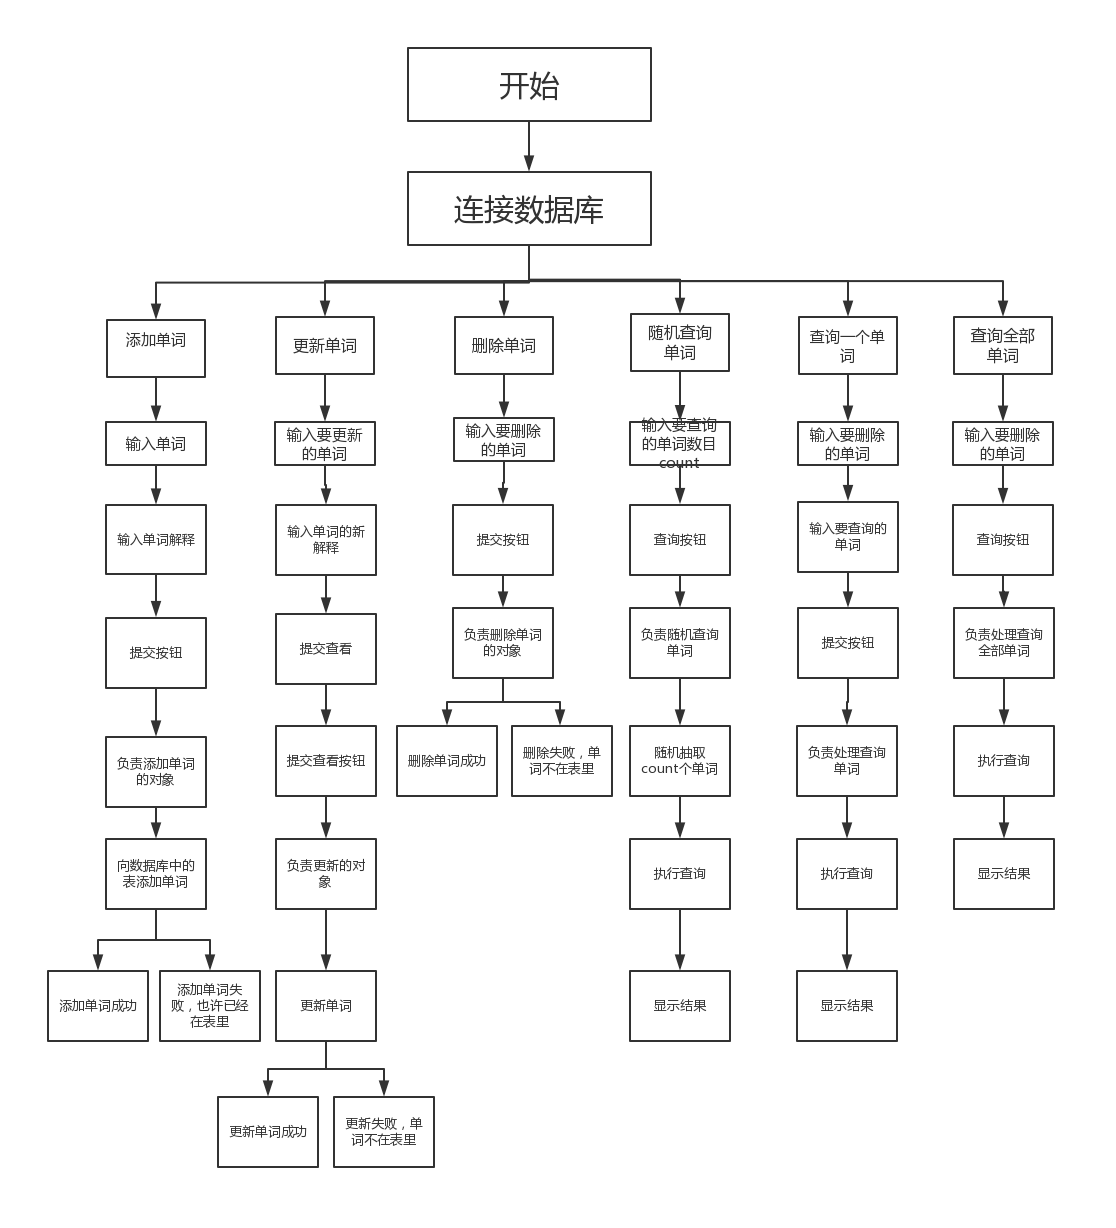 开始
连接数据库
添加单词
更新单词
删除单词
随机查询
单词
查询一个单
词
查询全部
单词
输入单词
输入要更新
的单词
输入要删除
的单词
输入要查询
的单词数目
count
输入要删除
的单词
输入要删除
的单词
输入单词解释
输入单词的新
解释
提交按钮
查询按钮
输入要查询的
单词
查询按钮
提交按钮
提交查看
负责删除单词
的对象
负责随机查询
单词
提交按钮
负责处理查询
全部单词
负责添加单词
的对象
提交查看按钮
删除单词成功
删除失败，单
词不在表里
随机抽取
count个单词
负责处理查询
单词
执行查询
向数据库中的
表添加单词
负责更新的对
象
执行查询
执行查询
显示结果
添加单词成功
添加单词失
败，也许已经
在表里
更新单词
显示结果
显示结果
更新单词成功
更新失败，单
词不在表里